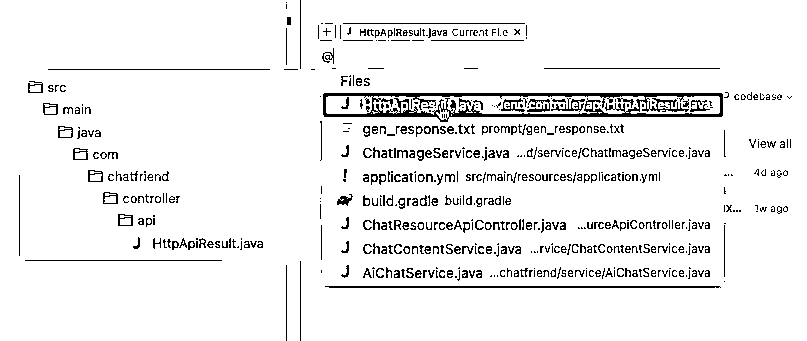 HttpApiResult.java Current File ×
@
src
main
java
com
chatfriend
controller
api
HttpApiResult.java
Files
HttpApiResult.java …end/controller/api/HttpApiResult.java
gen_response.txt prompt/gen_response.txt
ChatImageService.java ...d/service/ChatImageService.java
application.yml src/main/resources/application.yml
build.gradle build.gradle
ChatResourceApiController.java ...urceApiController.java
ChatContentService.java ...rvice/ChatContentService.java
AiChatService.java ...chatfriend/service/AiChatService.java
codebase
View all
... 4d ago
... 1w ago